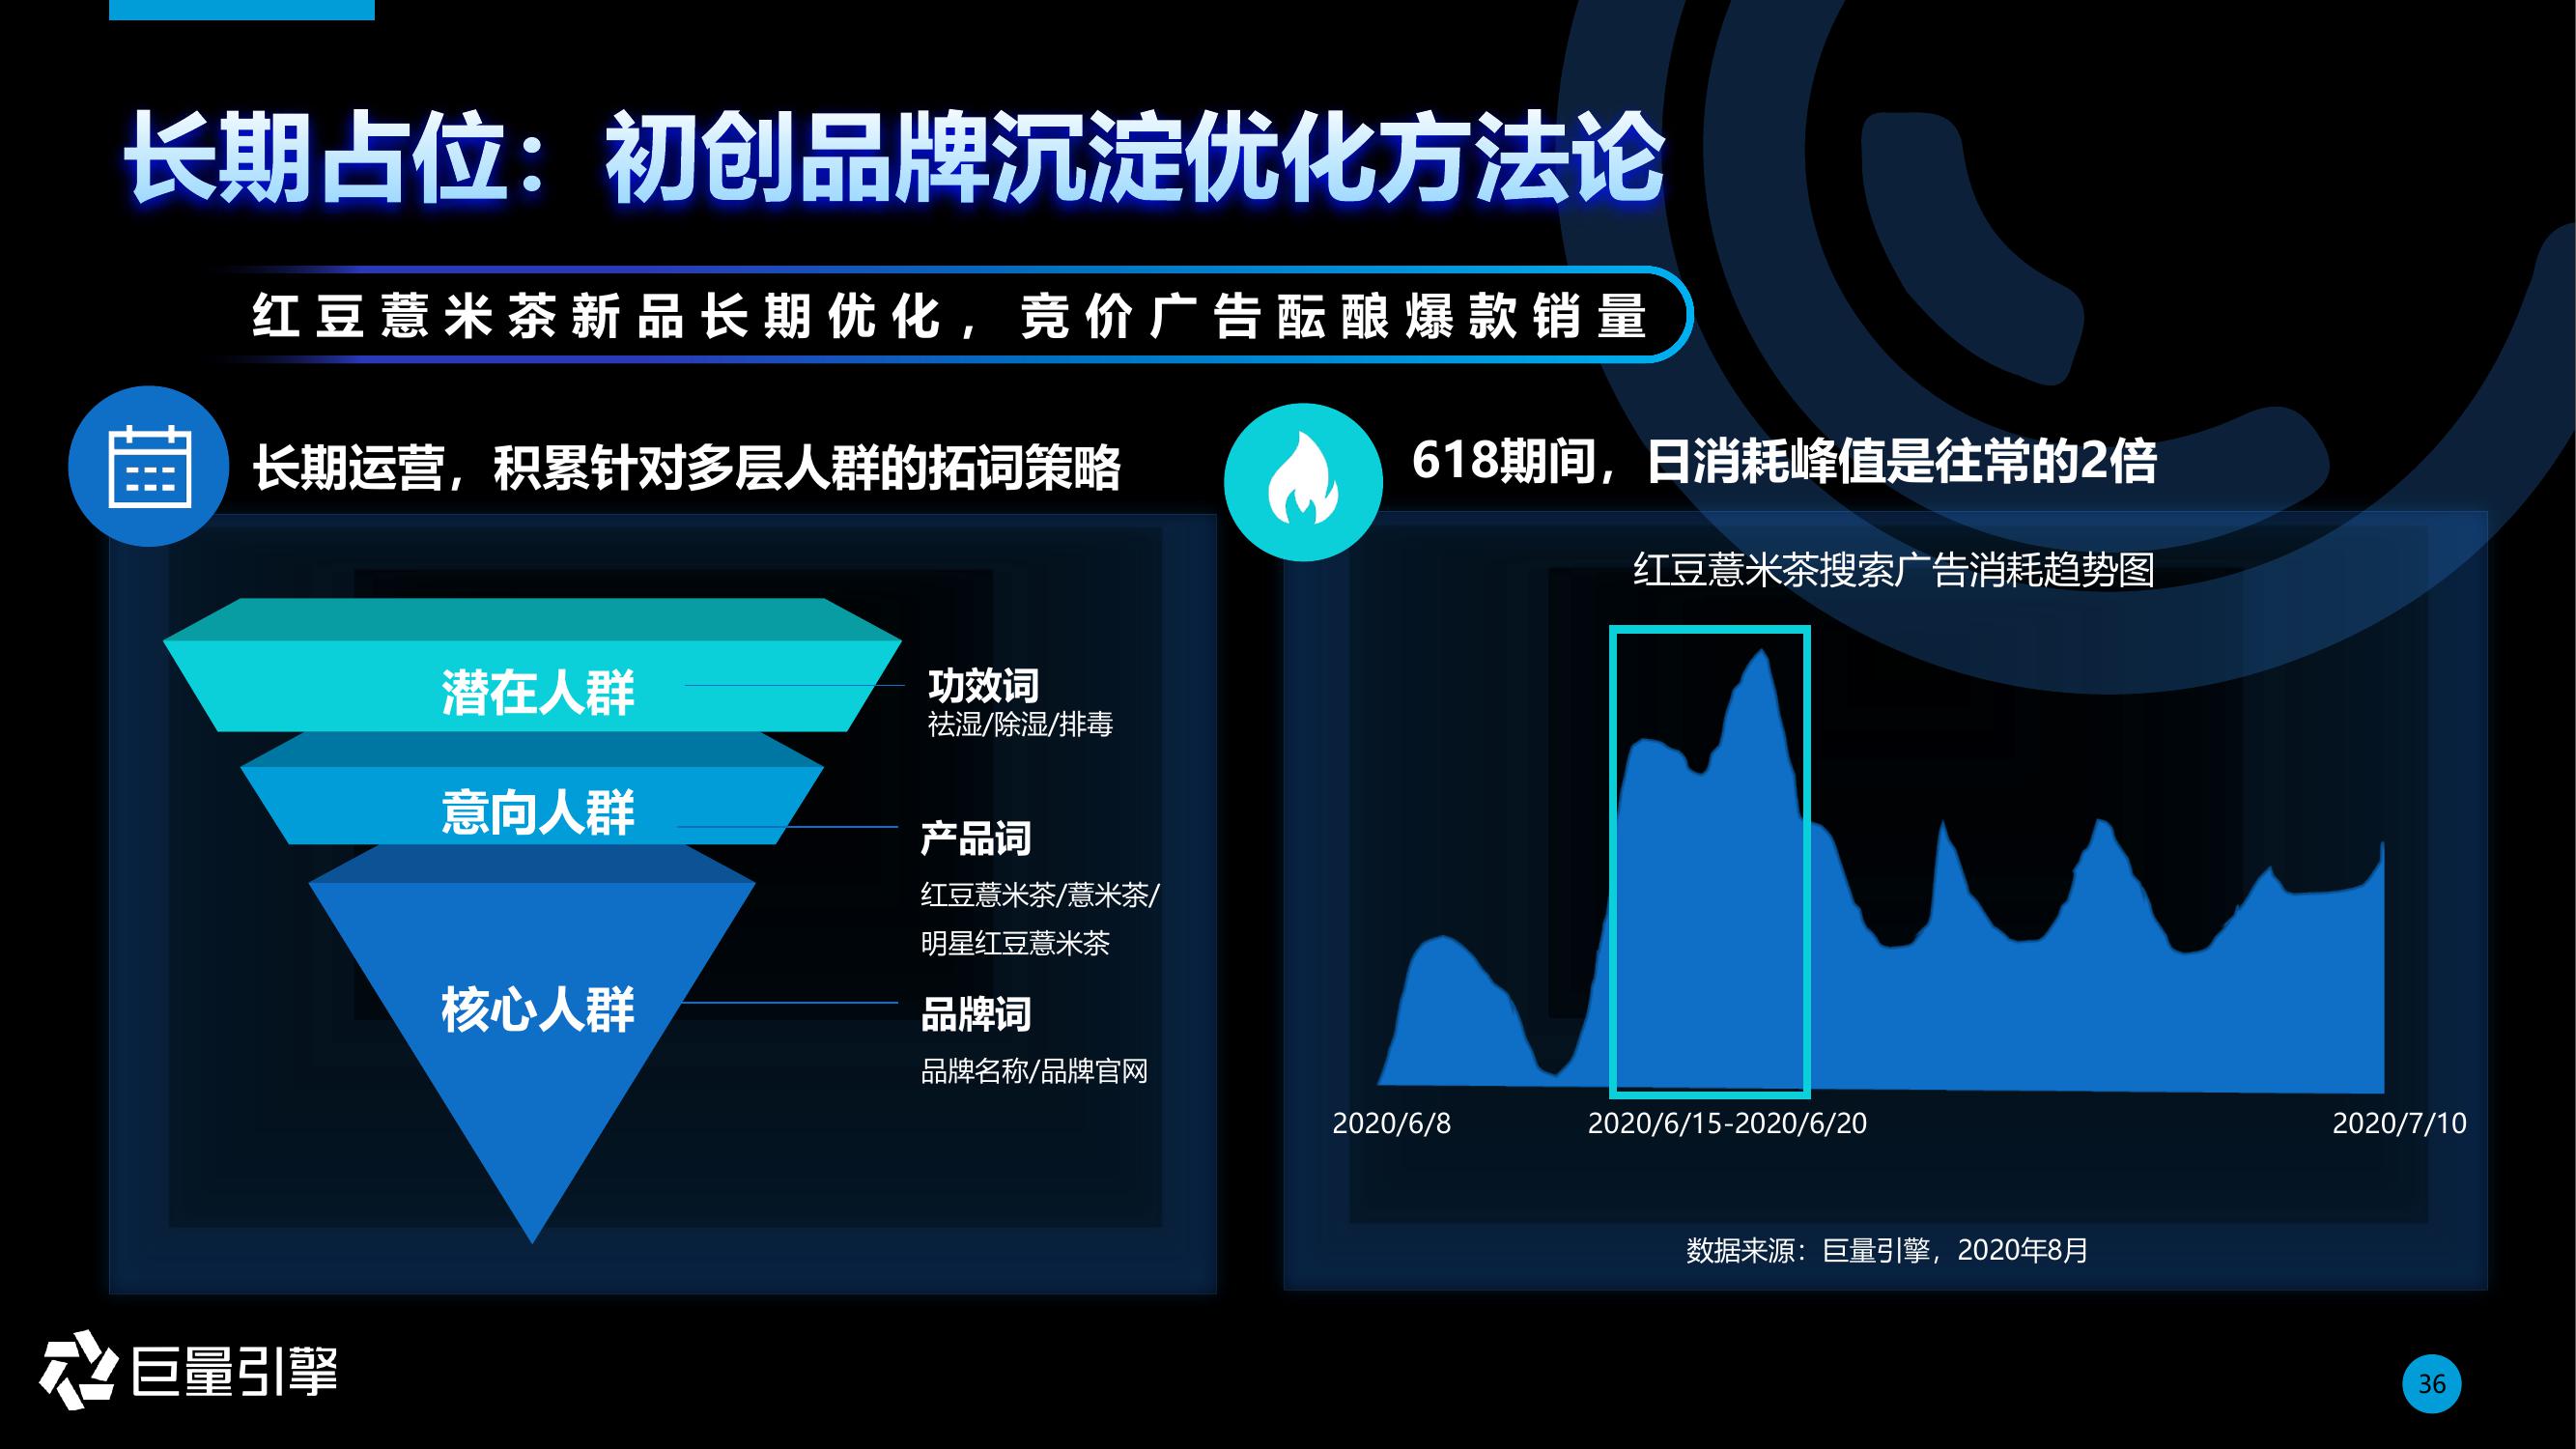 长期占位：初创品牌沉淀优化方法论
红豆薏米茶新品长期优化，竞价广告酝酿爆款销量
长期运营，积累针对多层人群的拓词策略
潜在人群
功效词
祛湿/除湿/排毒
意向人群
产品词
红豆薏米茶/薏米茶/
明星红豆薏米茶
核心人群
品牌词
品牌名称/品牌官网
618期间，日消耗峰值是往常的2倍
红豆薏米茶搜索广告消耗趋势图
2020/6/8
2020/6/15-2020/6/20
2020/7/10
数据来源：巨量引擎，2020年8月
巨量引擎
36